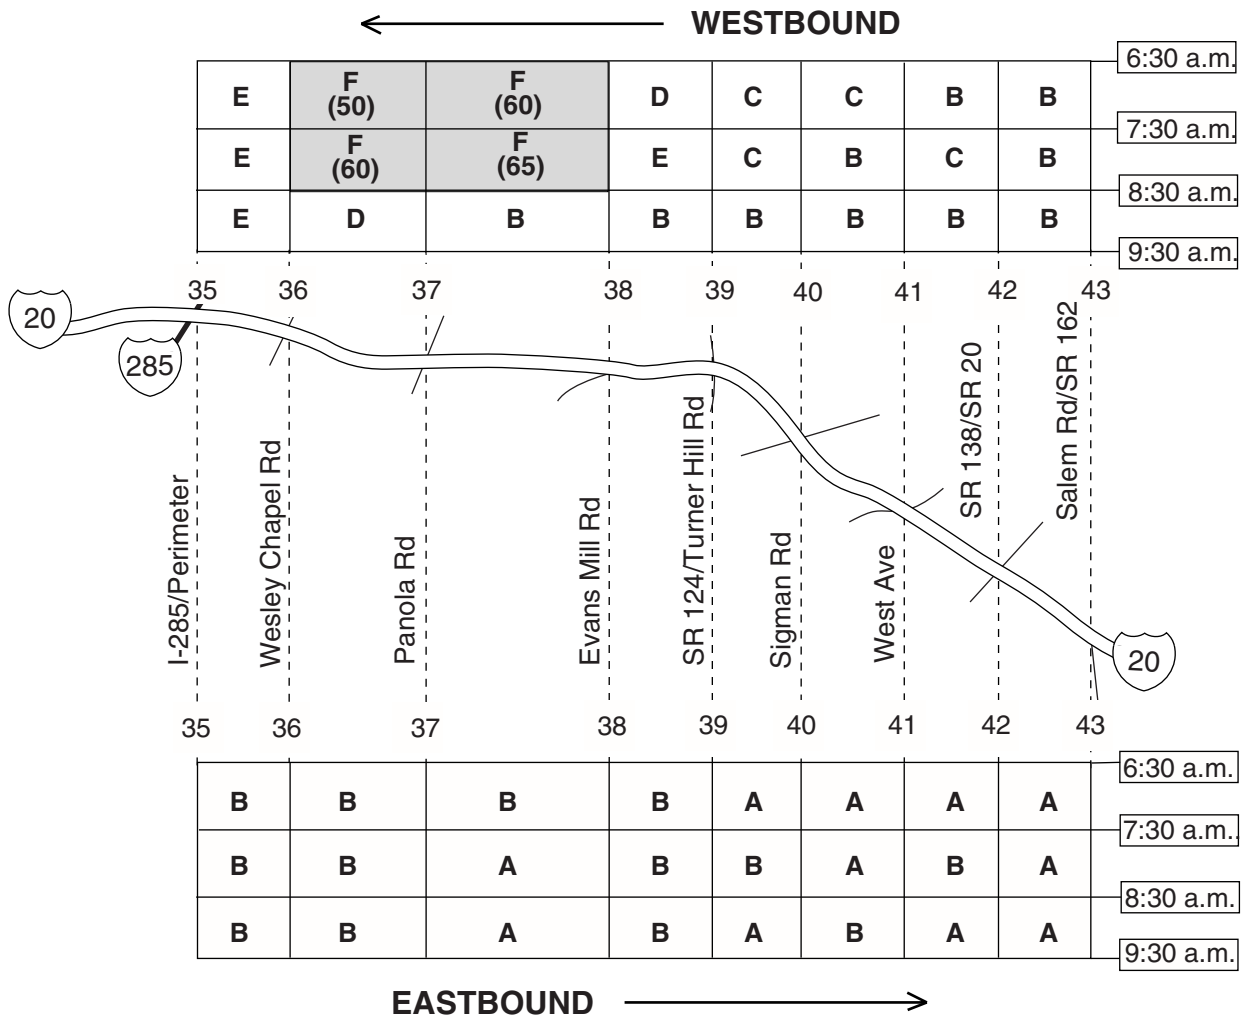 WESTBOUND
6:30 a.m.
E F F D C C B B
(50) (60)
7:30 a.m.
E F F E C B C B
(60) (65)
8:30 a.m.
E D B B B B B B
9:30 a.m.
35 36 37 38 39 40 41 42 43
20
285
I-285/Perimeter
Wesley Chapel Rd
Panola Rd
Evans Mill Rd
SR 124/Turner Hill Rd
Sigman Rd
West Ave
SR 138/SR 20
Salem Rd/SR 162
20
35 36 37 38 39 40 41 42 43
6:30 a.m.
B B B B A A A A
7:30 a.m..
B B A B B A B A
8:30 a.m.
B B A B A B A A
9:30 a.m.
EASTBOUND